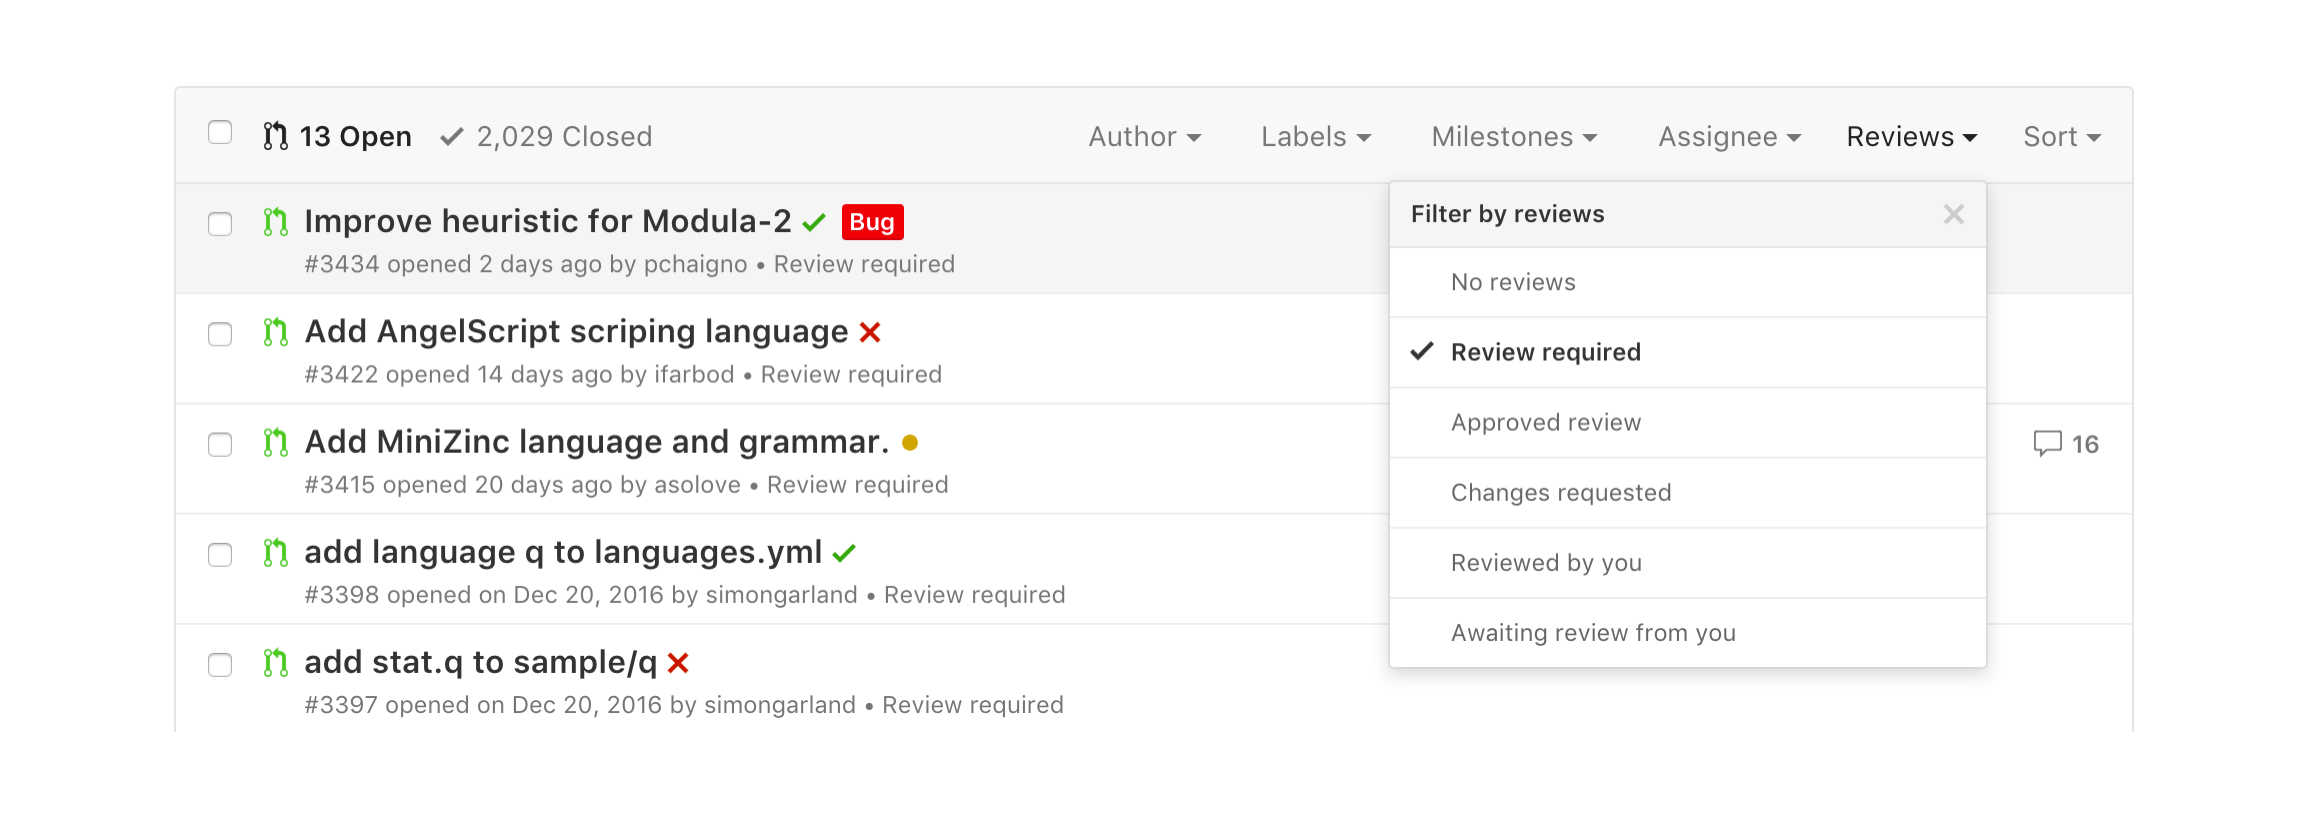 13 Open 2,029 Closed Author Labels Milestones Assignee Reviews Sort
Improve heuristic for Modula-2 Bug
#3434 opened 2 days ago by pchaigno • Review required
Add AngelScript scriping language
#3422 opened 14 days ago by ifarbod • Review required
Add MiniZinc language and grammar.
#3415 opened 20 days ago by asolove • Review required
16
add language q to languages.yml
#3398 opened on Dec 20, 2016 by simongarland • Review required
add stat.q to sample/q
#3397 opened on Dec 20, 2016 by simongarland • Review required
Filter by reviews
No reviews
Review required
Approved review
Changes requested
Reviewed by you
Awaiting review from you